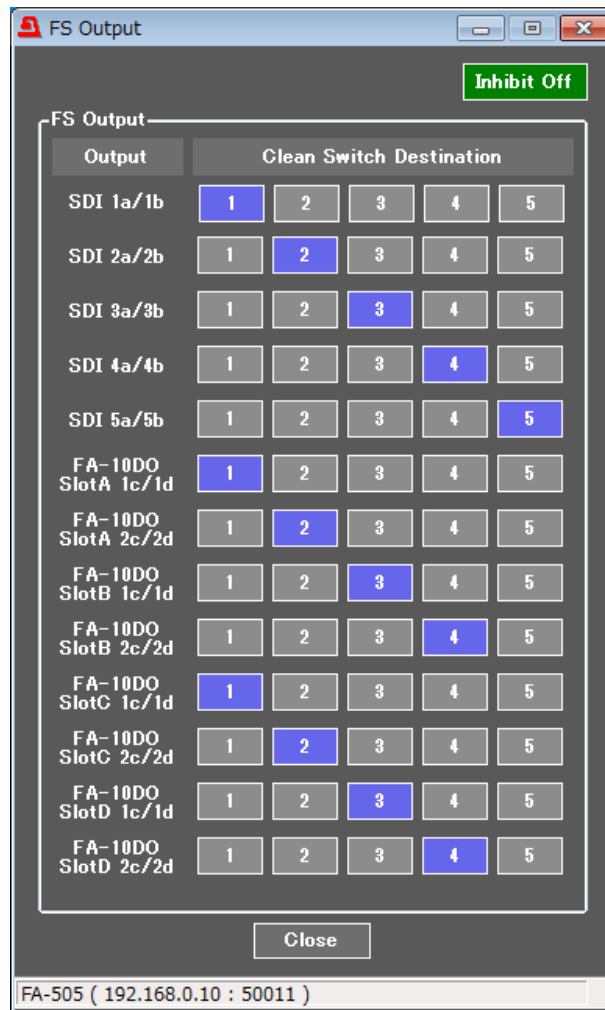 FS Output
Inhibit Off
FS Output
Output Clean Switch Destination
SDI 1a/1b 1 2 3 4 5
SDI 2a/2b 1 2 3 4 5
SDI 3a/3b 1 2 3 4 5
SDI 4a/4b 1 2 3 4 5
SDI 5a/5b 1 2 3 4 5
FA-10DO
SlotA 1c/1d 1 2 3 4 5
FA-10DO
SlotA 2c/2d 1 2 3 4 5
FA-10DO
SlotB 1c/1d 1 2 3 4 5
FA-10DO
SlotB 2c/2d 1 2 3 4 5
FA-10DO
SlotC 1c/1d 1 2 3 4 5
FA-10DO
SlotC 2c/2d 1 2 3 4 5
FA-10DO
SlotD 1c/1d 1 2 3 4 5
FA-10DO
SlotD 2c/2d 1 2 3 4 5
Close
FA-505 ( 192.168.0.10 : 50011 )